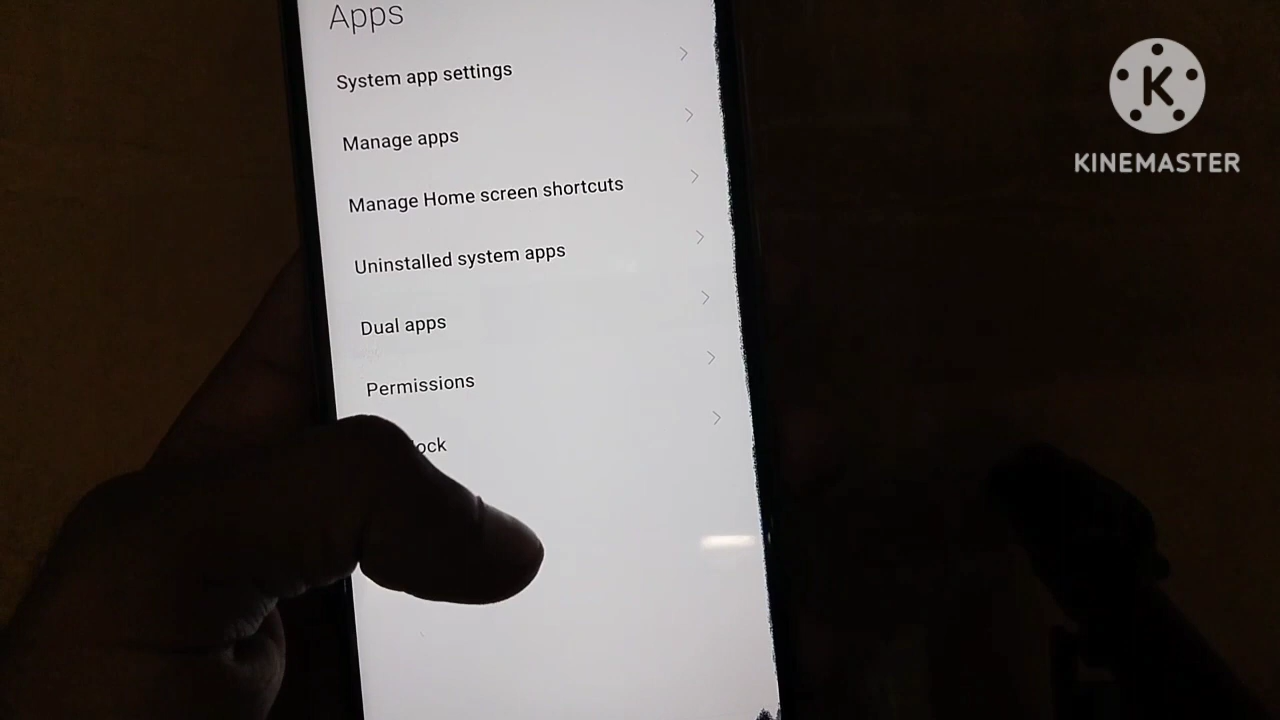 Apps
System app settings
Manage apps
Manage Home screen shortcuts
Uninstalled system apps
Dual apps
Permissions
KINEMASTER